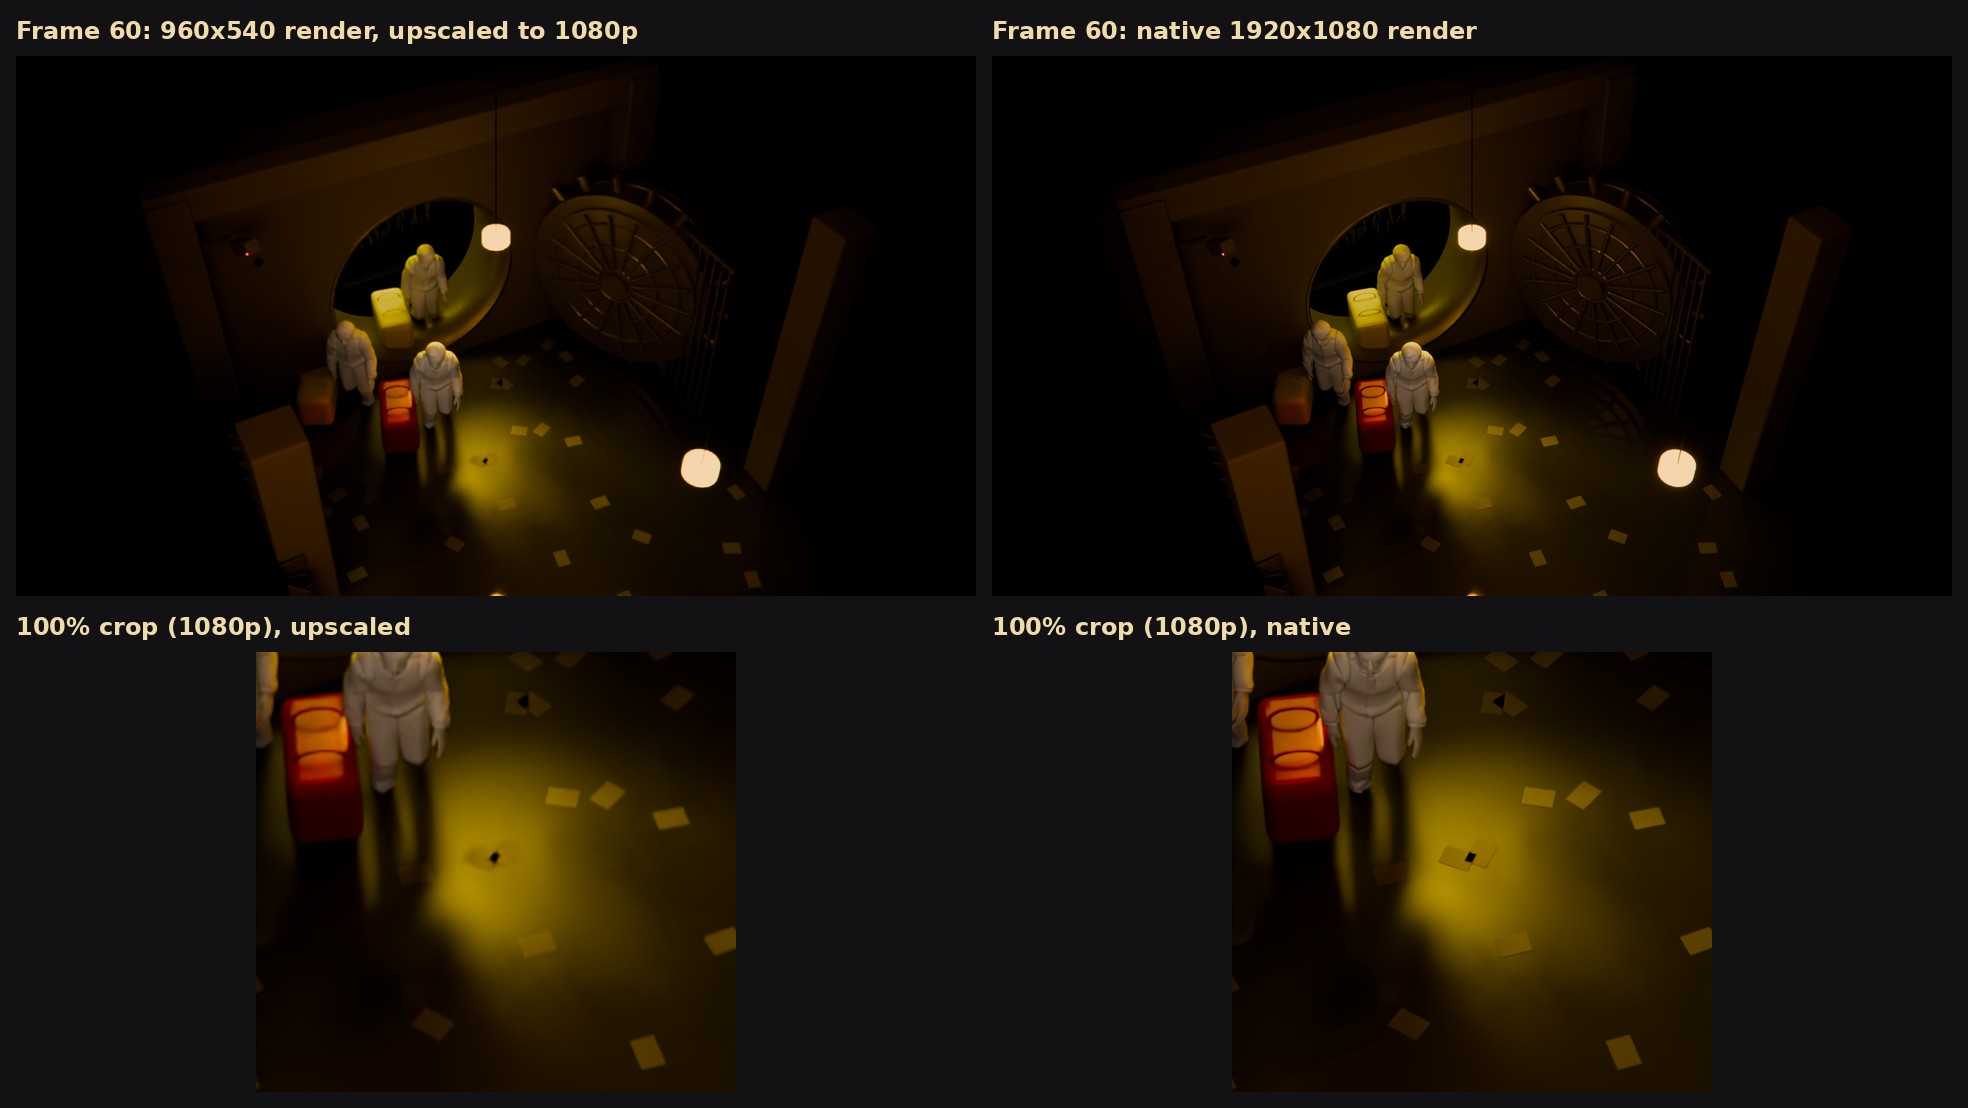 Frame 60: 960x540 render, upscaled to 1080p
Frame 60: native 1920x1080 render
100% crop (1080p), upscaled
100% crop (1080p), native